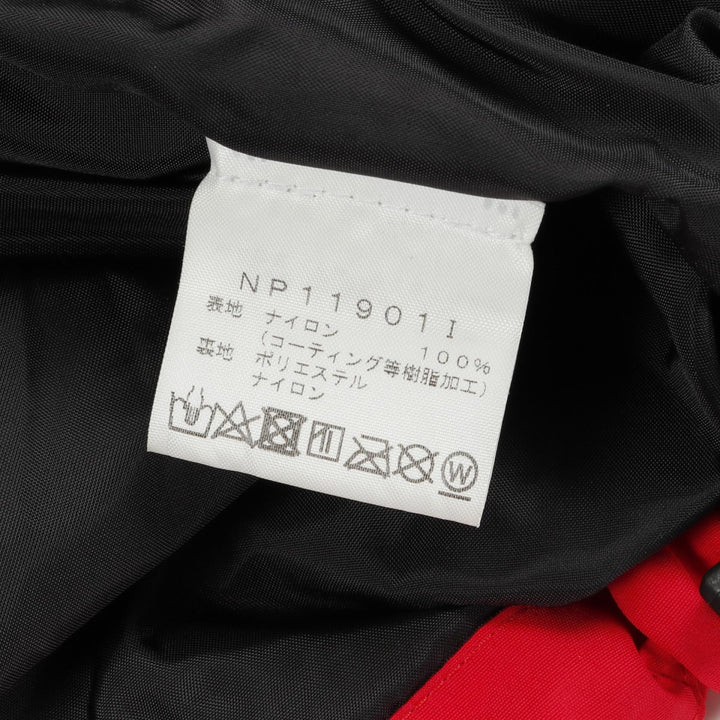 NP11901I
表地 ナイロン 100%
(コーティング等樹脂加工)
裏地 ポリエステル
ナイロン
W